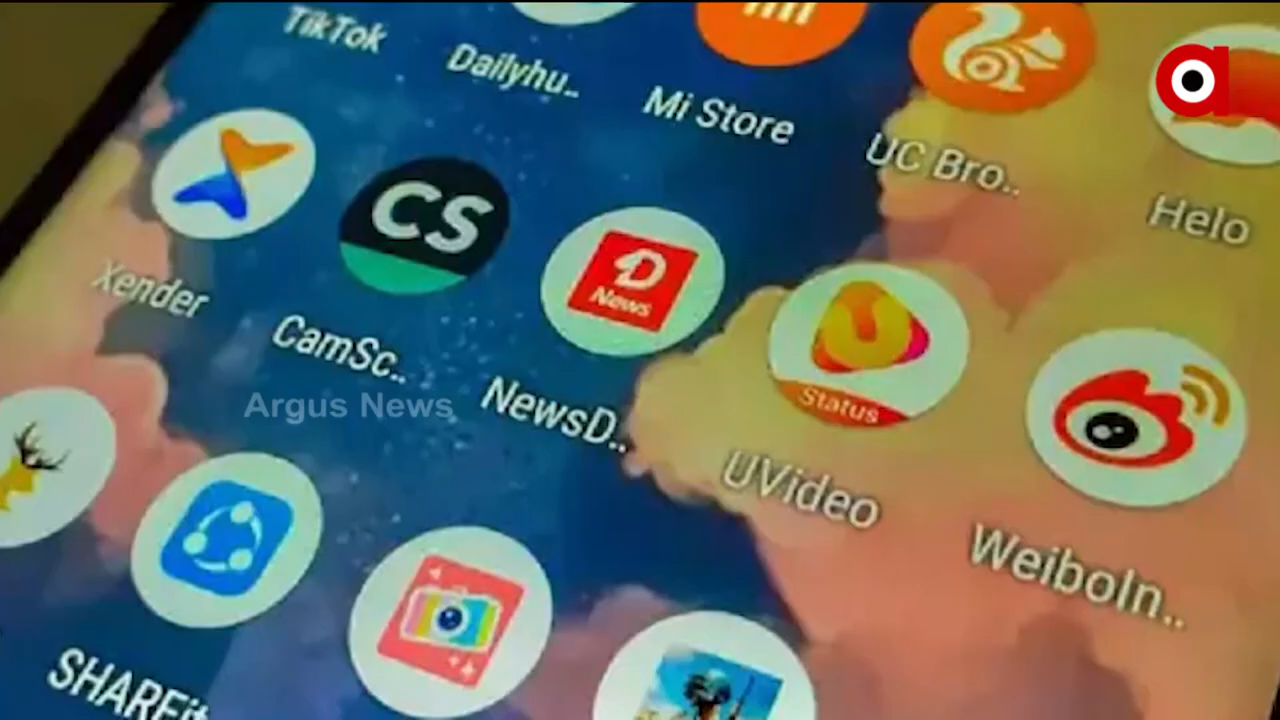 TikTok
Dailyhu..
Mi Store
UC Bro..
Helo
Xender
CS
CamSc..
D
News
NewsD..
Status
UVideo
WeiboIn..
Argus News
SHAREit